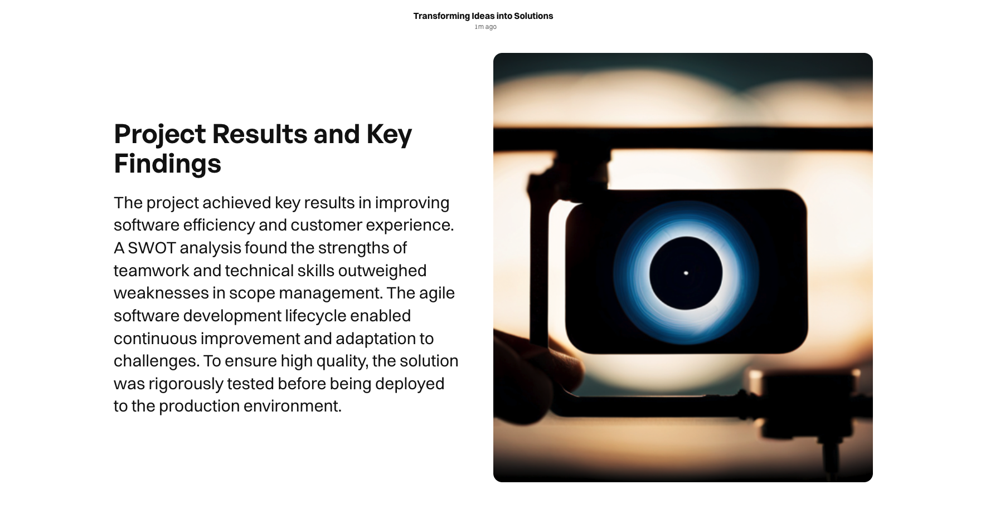 Transforming Ideas into Solutions
1m ago
Project Results and Key
Findings
The project achieved key results in improving
software efficiency and customer experience.
A SWOT analysis found the strengths of
teamwork and technical skills outweighed
weaknesses in scope management. The agile
software development lifecycle enabled
continuous improvement and adaptation to
challenges. To ensure high quality, the solution
was rigorously tested before being deployed
to the production environment.